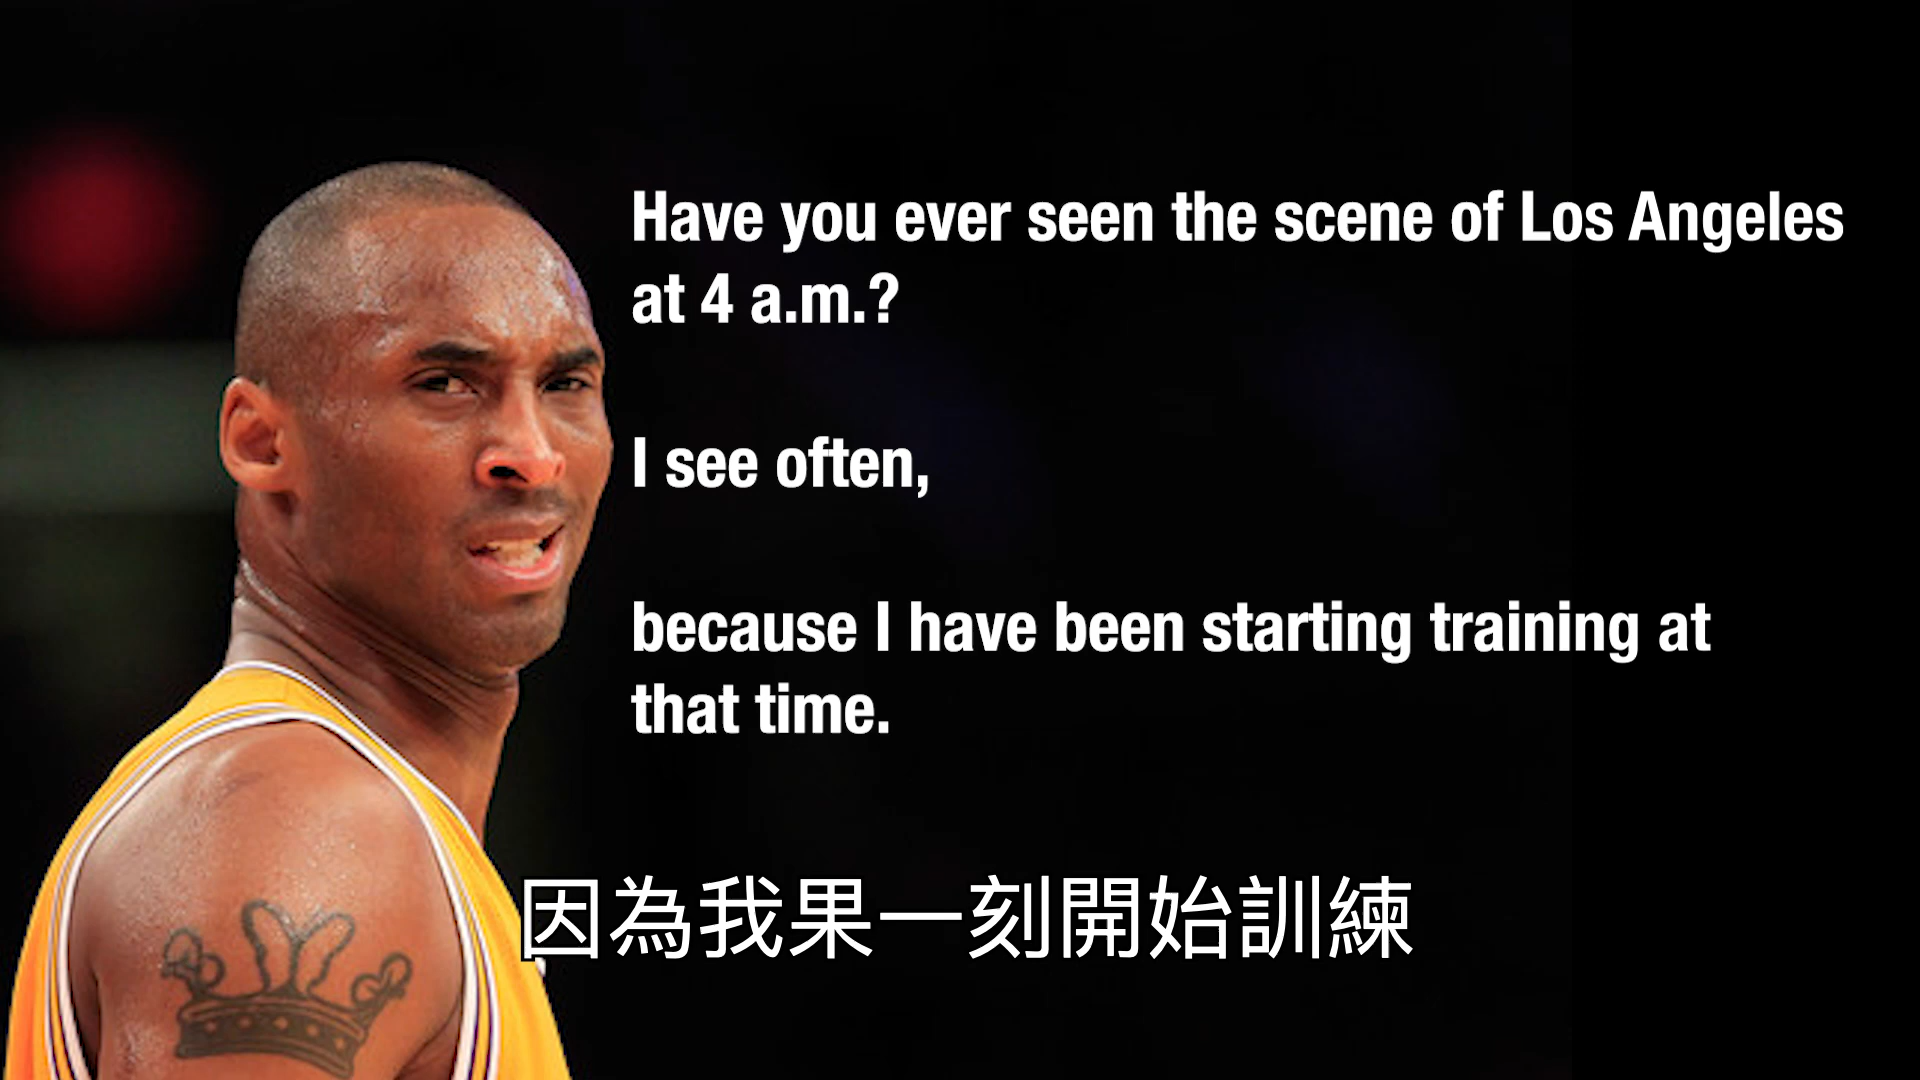 Have you ever seen the scene of Los Angeles
at 4 a.m.?
I see often,
because I have been starting training at
that time.
因為我果一刻開始訓練